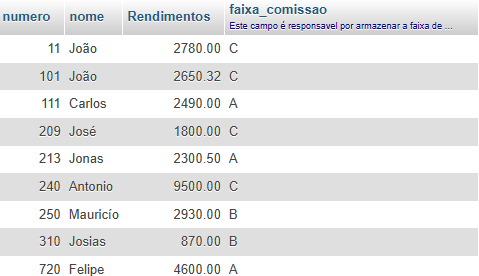 numero nome Rendimentos faixa_comissao
Este campo é responsavel por armazenar a faixa de ...
11 João 2780.00 C
101 João 2650.32 C
111 Carlos 2490.00 A
209 José 1800.00 C
213 Jonas 2300.50 A
240 Antonio 9500.00 C
250 Mauricío 2930.00 B
310 Josias 870.00 B
720 Felipe 4600.00 A